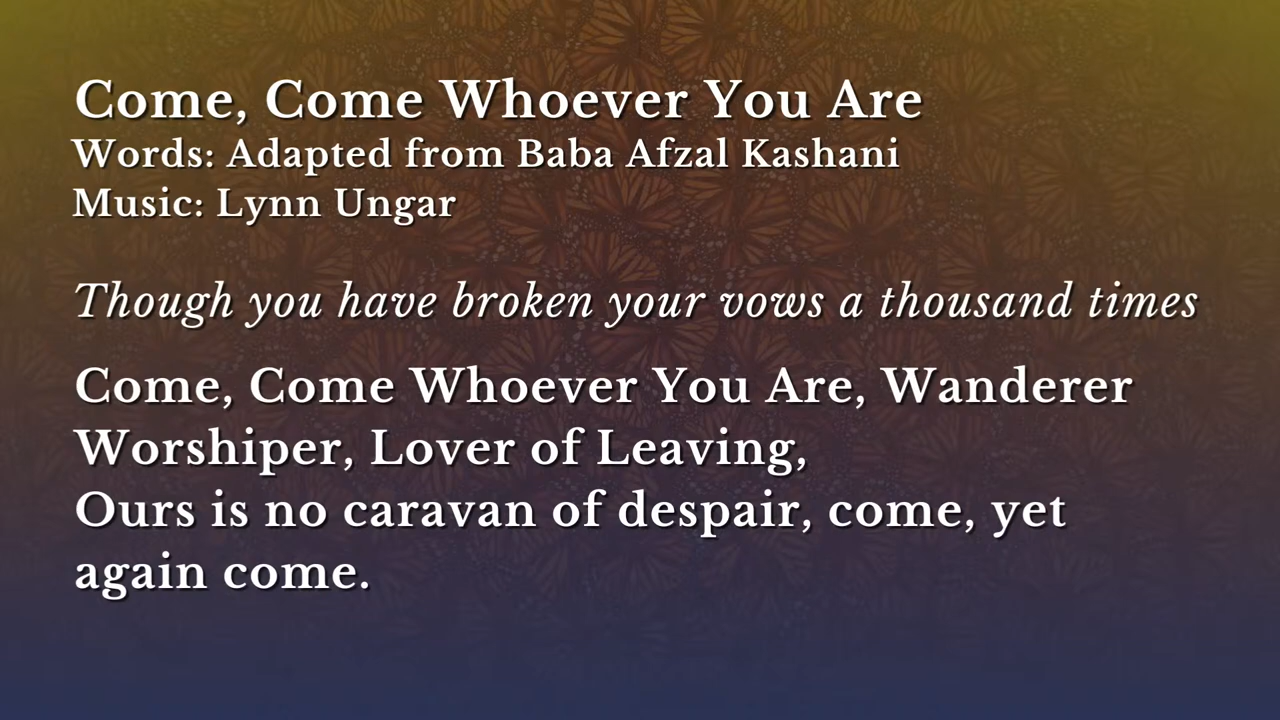 Come, Come Whoever You Are
Words: Adapted from Baba Afzal Kashani
Music: Lynn Ungar
Though you have broken your vows a thousand times
Come, Come Whoever You Are, Wanderer
Worshiper, Lover of Leaving,
Ours is no caravan of despair, come, yet
again come.